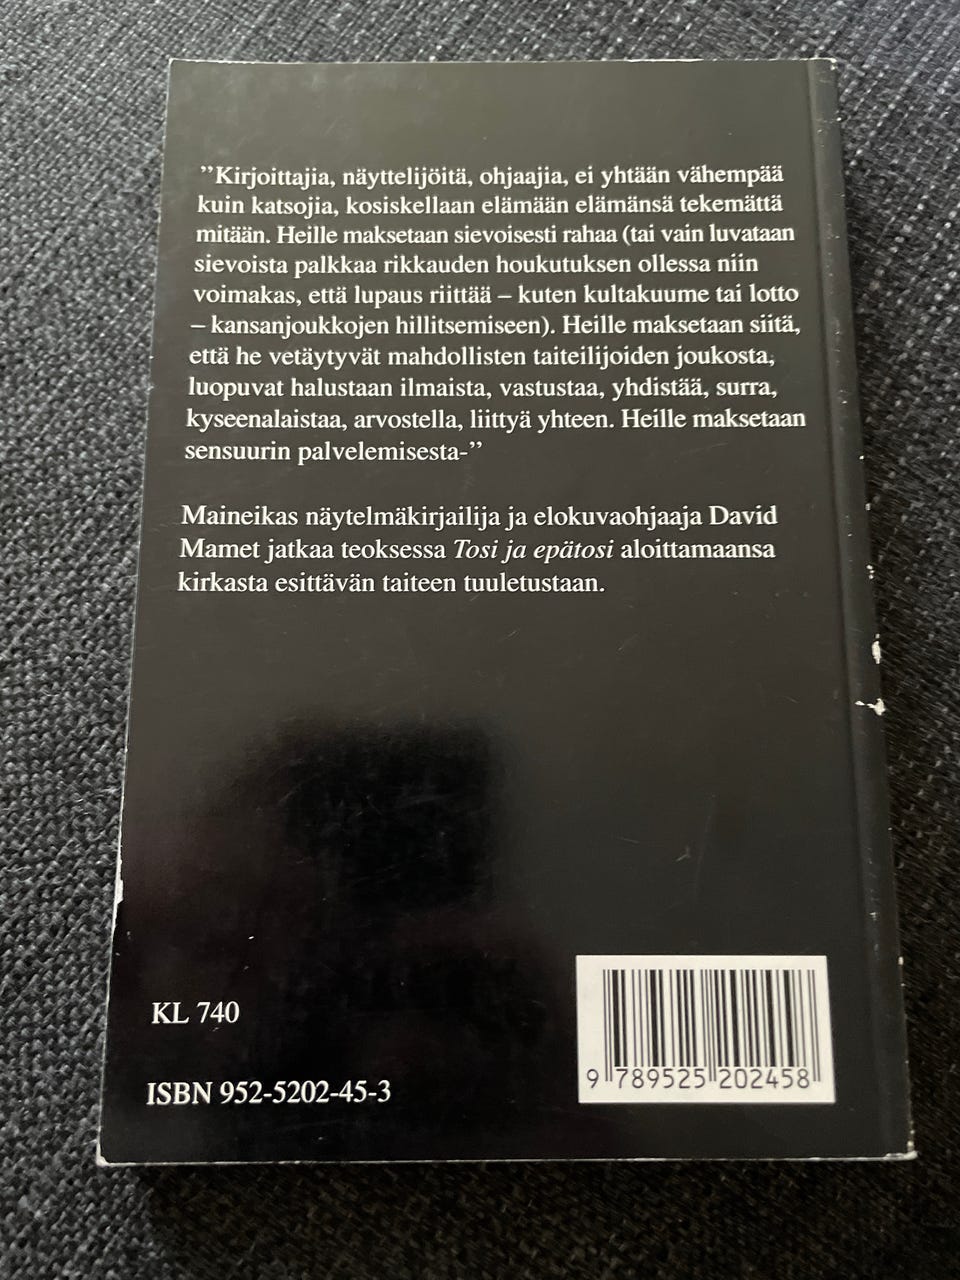 ”Kirjoittajia, näyttelijöitä, ohjaajia, ei yhtään vähempää
kuin katsojia, kosiskellaan elämään elämänsä tekemättä
mitään. Heille maksetaan sievoisesti rahaa (tai vain luvataan
sievoista palkkaa rikkauden houkutuksen ollessa niin
voimakas, että lupaus riittää – kuten kultakuume tai lotto
– kansanjoukkojen hillitsemiseen). Heille maksetaan siitä,
että he vetäytyvät mahdollisten taiteilijoiden joukosta,
luopuvat halustaan ilmaista, vastustaa, yhdistää, surra,
kyseenalaistaa, arvostella, liittyä yhteen. Heille maksetaan
sensuurin palvelemisesta-”
Maineikas näytelmäkirjailija ja elokuvaohjaaja David
Mamet jatkaa teoksessa Tosi ja epätosi aloittamaansa
kirkasta esittävän taiteen tuuletustaan.
KL 740
ISBN 952-5202-45-3
9 789525 202458